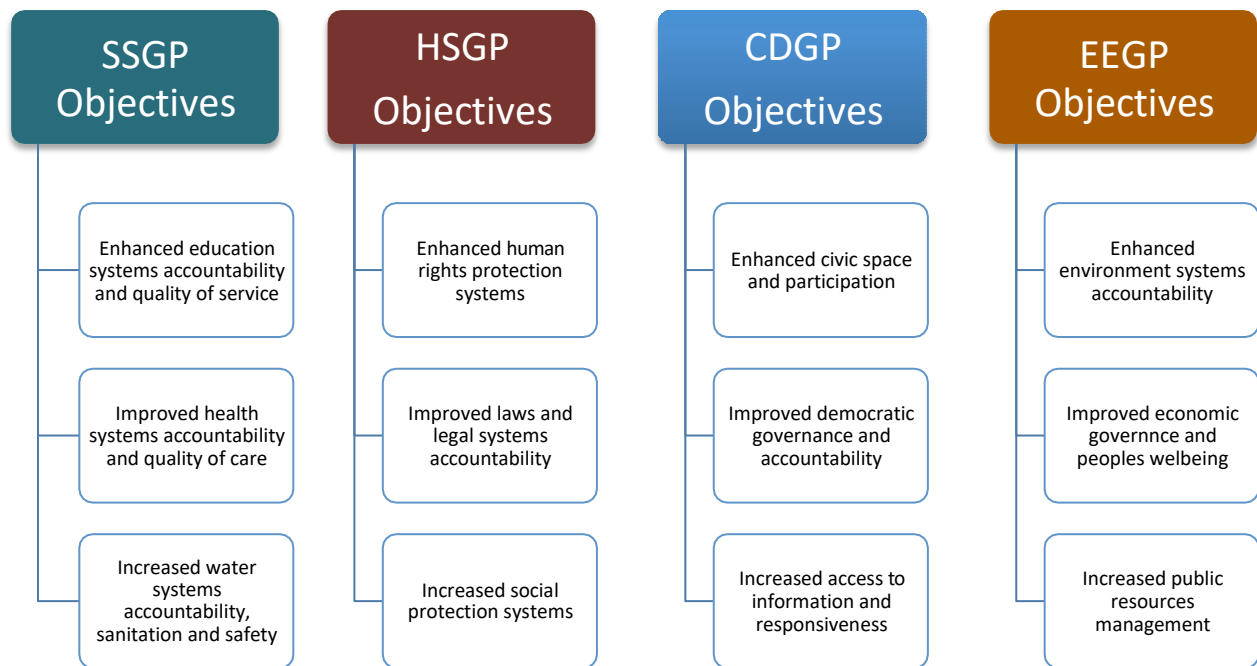 SSGP
Objectives
Enhanced education
systems accountability
and quality of service
Improved health
systems accountability
and quality of care
Increased water
systems
accountability,
sanitation and safety
HSGP
Objectives
Enhanced human
rights protection
systems
Improved laws and
legal systems
accountability
Increased social
protection systems
CDGP
Objectives
Enhanced civic space
and participation
Improved democratic
governance and
accountability
Increased access to
information and
responsiveness
EEGP
Objectives
Enhanced
environment systems
accountability
Improved economic
governnce and
peoples welbeing
Increased public
resources
management